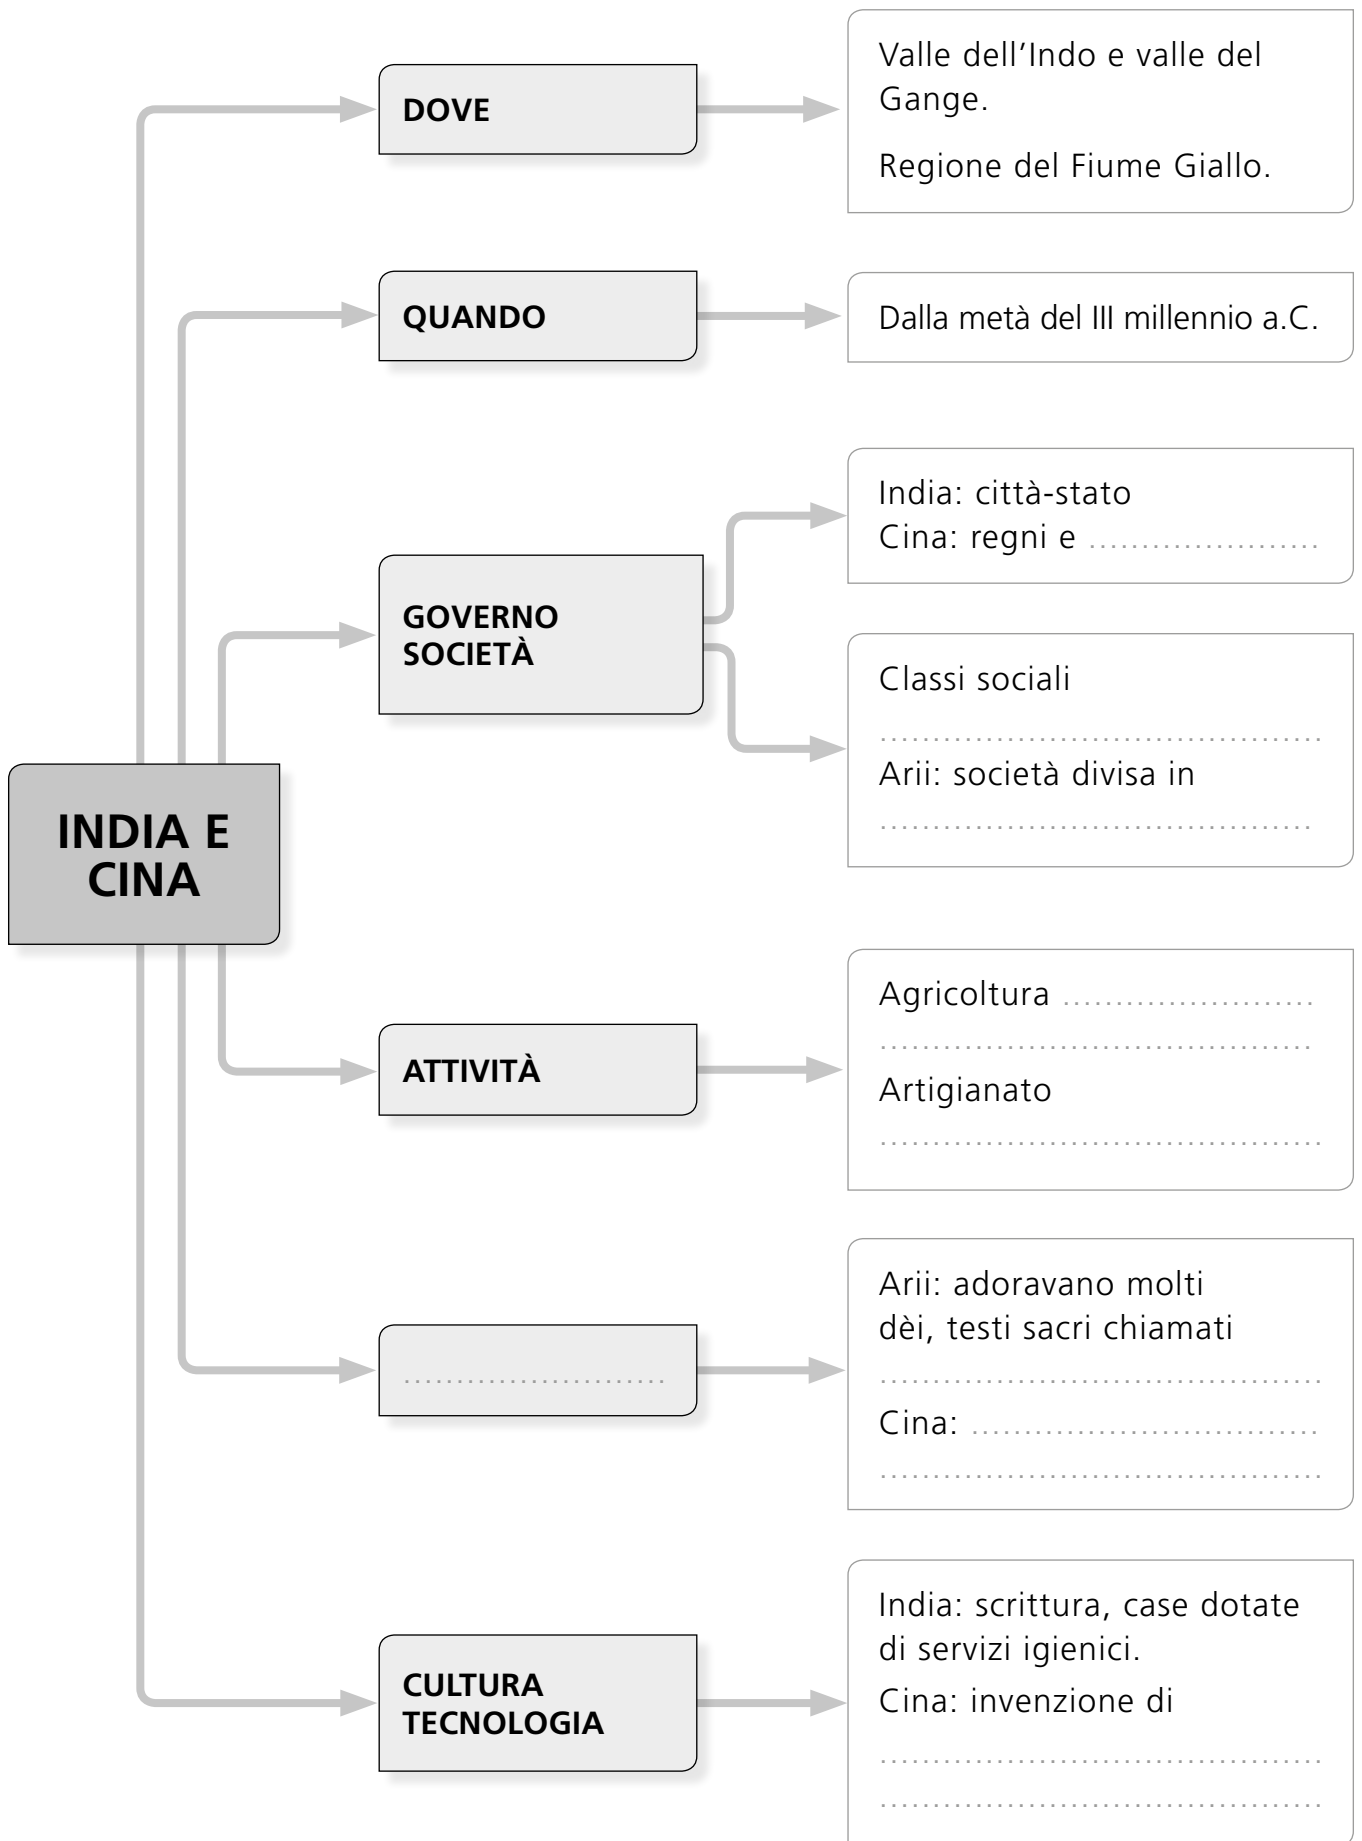 DOVE
Valle dell’Indo e valle del
Gange.
Regione del Fiume Giallo.
QUANDO
Dalla metà del III millennio a.C.
GOVERNO
SOCIETÀ
India: città-stato
Cina: regni e ......................
Classi sociali
..........................................
Arii: società divisa in
.........................................
INDIA E
CINA
ATTIVITÀ
Agricoltura ........................
.........................................
Artigianato
..........................................
.........................
Arii: adoravano molti
dèi, testi sacri chiamati
..........................................
Cina: .................................
..........................................
CULTURA
TECNOLOGIA
India: scrittura, case dotate
di servizi igienici.
Cina: invenzione di
..........................................
..........................................